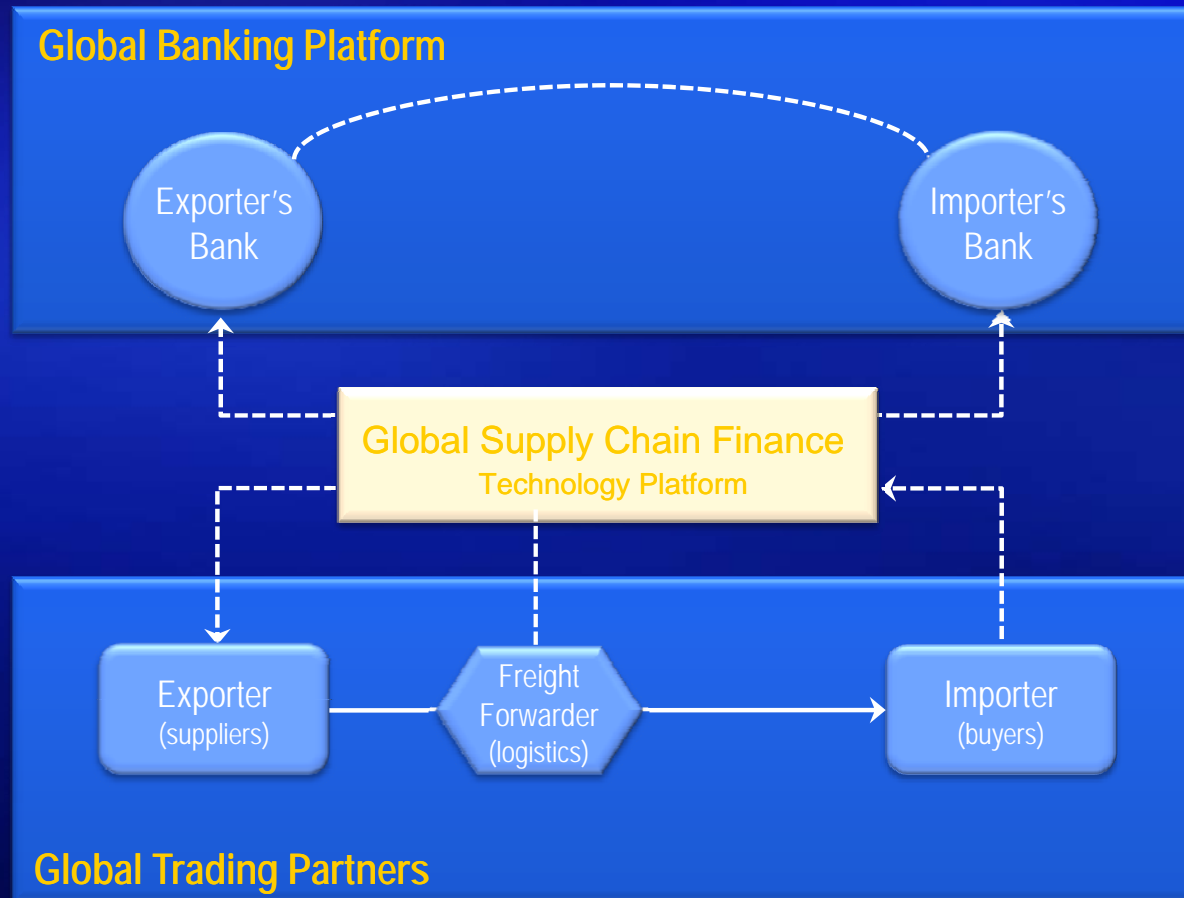 Global Banking Platform
Exporter's
Bank
Importer's
Bank
Global Supply Chain Finance
Technology Platform
Exporter
(suppliers)
Freight
Forwarder
(logistics)
Importer
(buyers)
Global Trading Partners